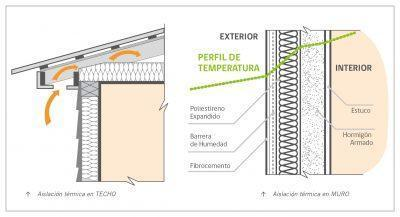 EXTERIOR
PERFIL DE
TEMPERATURA
INTERIOR
Poliestireno
Expandido
Barrera
de Humedad
Fibrocemento
Estuco
Hormigón
Armado
↑ Aislación térmica en TECHO
↑ Aislación térmica en MURO